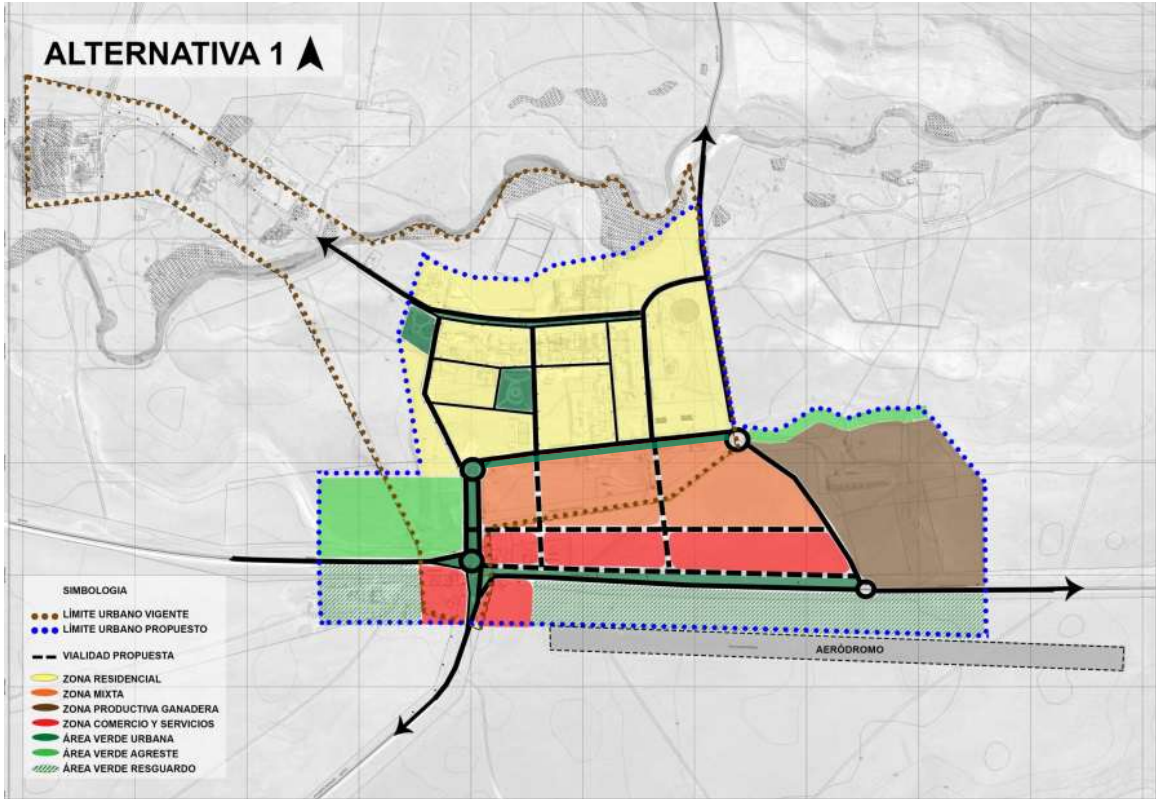 ALTERNATIVA 1
SIMBOLOGIA
LÍMITE URBANO VIGENTE
LÍMITE URBANO PROPUESTO
VIALIDAD PROPUESTA
ZONA RESIDENCIAL
ZONA MIXTA
ZONA PRODUCTIVA GANADERA
ZONA COMERCIO Y SERVICIOS
ÁREA VERDE URBANA
ÁREA VERDE AGRESTE
ÁREA VERDE RESGUARDO
AERÓDROMO